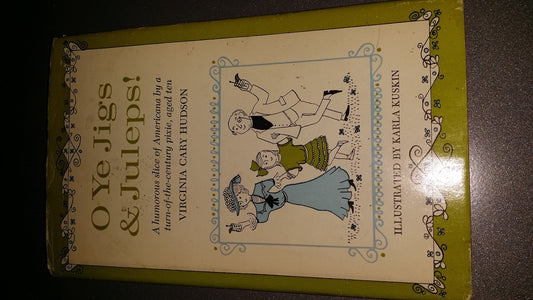 O Ye Jigs
& Juleps!
A humorous slice of Americana by a
turn-of-the-century pixie, aged ten
VIRGINIA CARY HUDSON
ILLUSTRATED BY KARLA KUSKIN